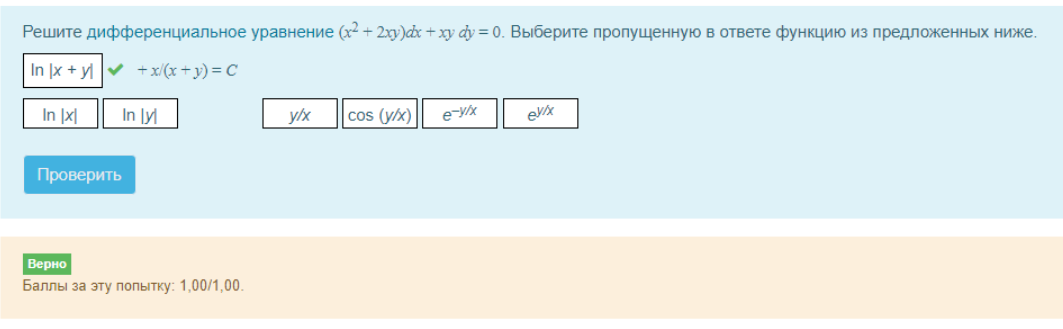 Решите дифференциальное уравнение (x² + 2xy)dx + xy dy = 0. Выберите пропущенную в ответе функцию из предложенных ниже.
ln |x + y| ✔ + x/(x + y) = C
ln |x| ln |y| y/x cos (y/x) e^–y/x e^y/x
Проверить
Верно
Баллы за эту попытку: 1,00/1,00.